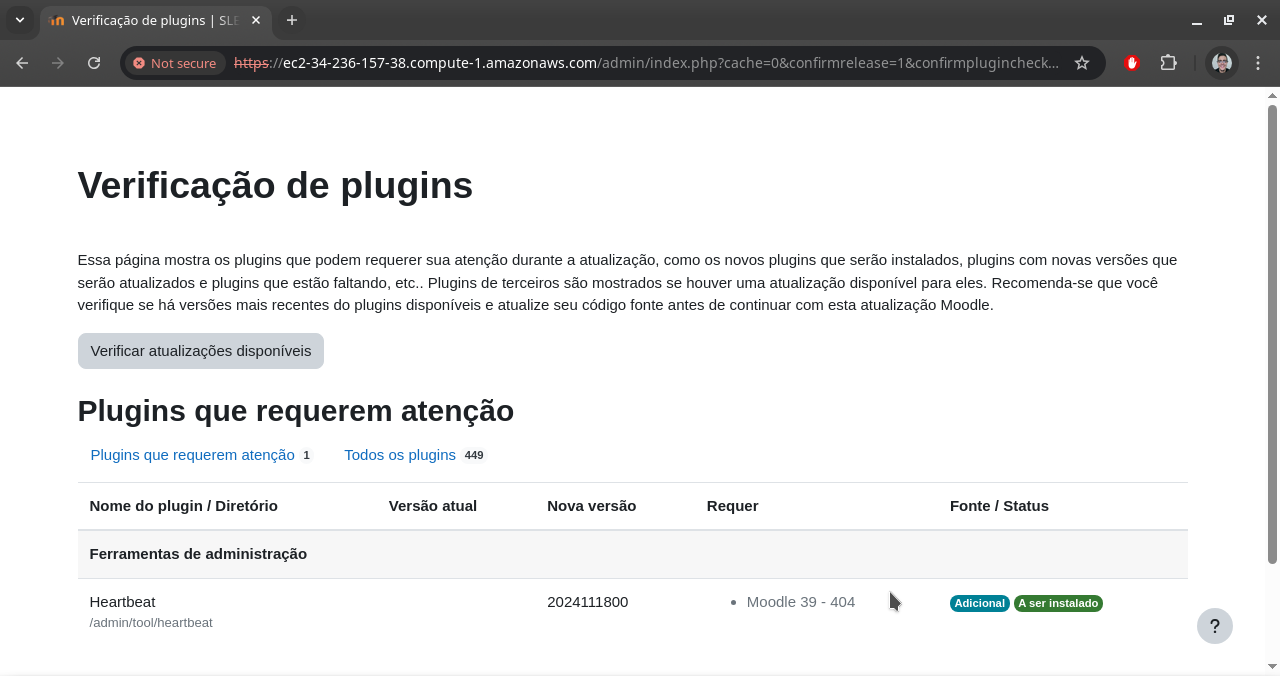 Verificação de plugins | SLE
Not secure https://ec2-34-236-157-38.compute-1.amazonaws.com/admin/index.php?cache=0&confirmrelease=1&confirmplugincheck...
Verificação de plugins
Essa página mostra os plugins que podem requerer sua atenção durante a atualização, como os novos plugins que serão instalados, plugins com novas versões que
serão atualizados e plugins que estão faltando, etc.. Plugins de terceiros são mostrados se houver uma atualização disponível para eles. Recomenda-se que você
verifique se há versões mais recentes do plugins disponíveis e atualize seu código fonte antes de continuar com esta atualização Moodle.
Verificar atualizações disponíveis
Plugins que requerem atenção
Plugins que requerem atenção 1 Todos os plugins 449
Nome do plugin / Diretório Versão atual Nova versão Requer Fonte / Status
Ferramentas de administração
Heartbeat 2024111800 Moodle 39 - 404 Adicional A ser instalado
/admin/tool/heartbeat
?